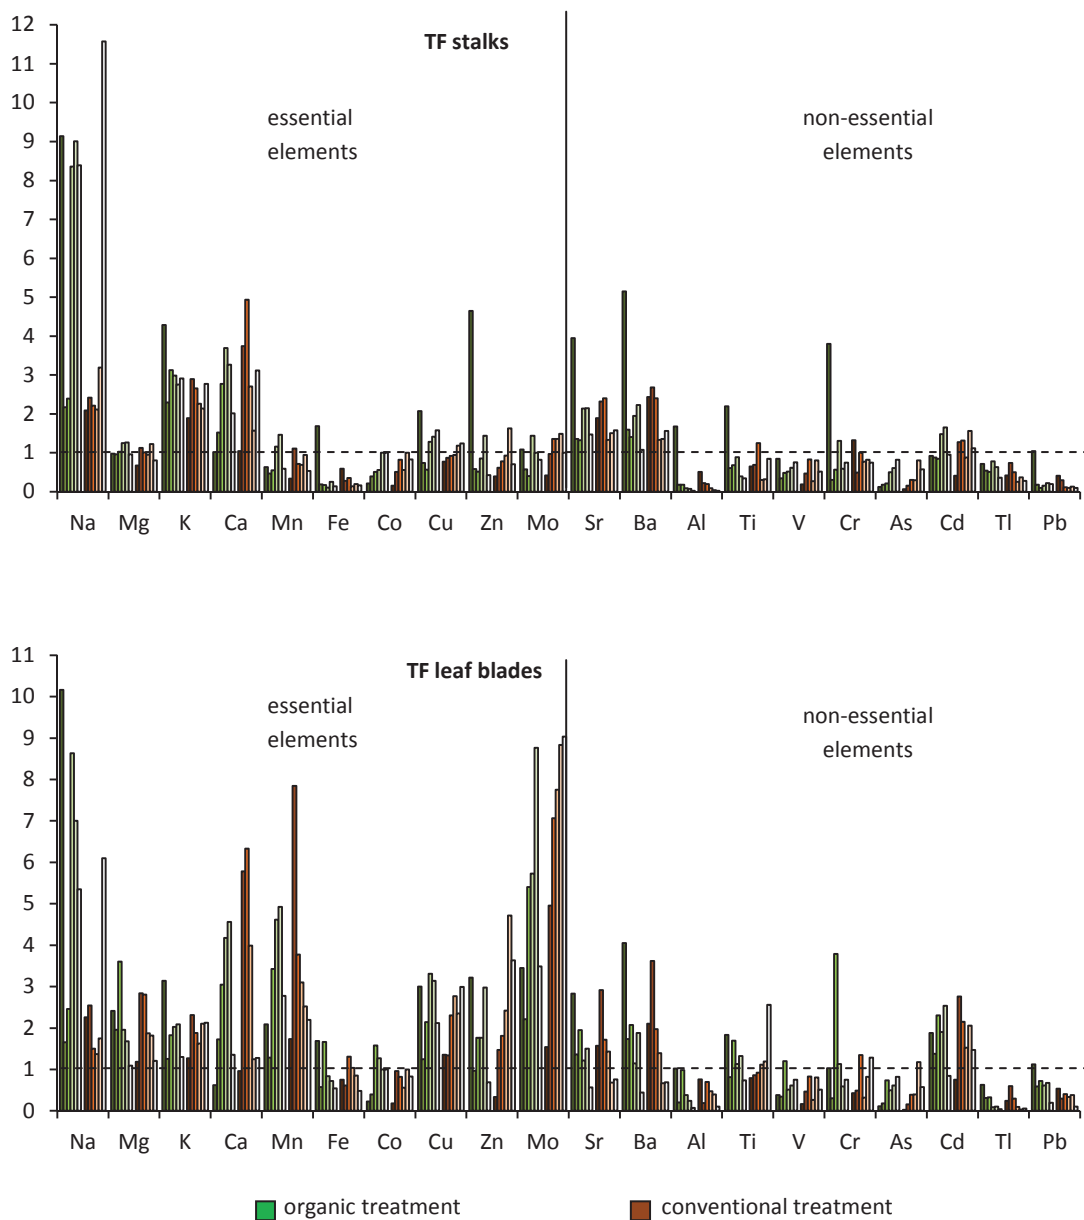 12
TF stalks
11
10
essential
elements
non-essential
elements
9
8
7
6
5
4
3
2
1
0
Na Mg K Ca Mn Fe Co Cu Zn Mo Sr Ba Al Ti V Cr As Cd Tl Pb
11
TF leaf blades
10
essential
elements
non-essential
elements
9
8
7
6
5
4
3
2
1
0
Na Mg K Ca Mn Fe Co Cu Zn Mo Sr Ba Al Ti V Cr As Cd Tl Pb
organic treatment conventional treatment